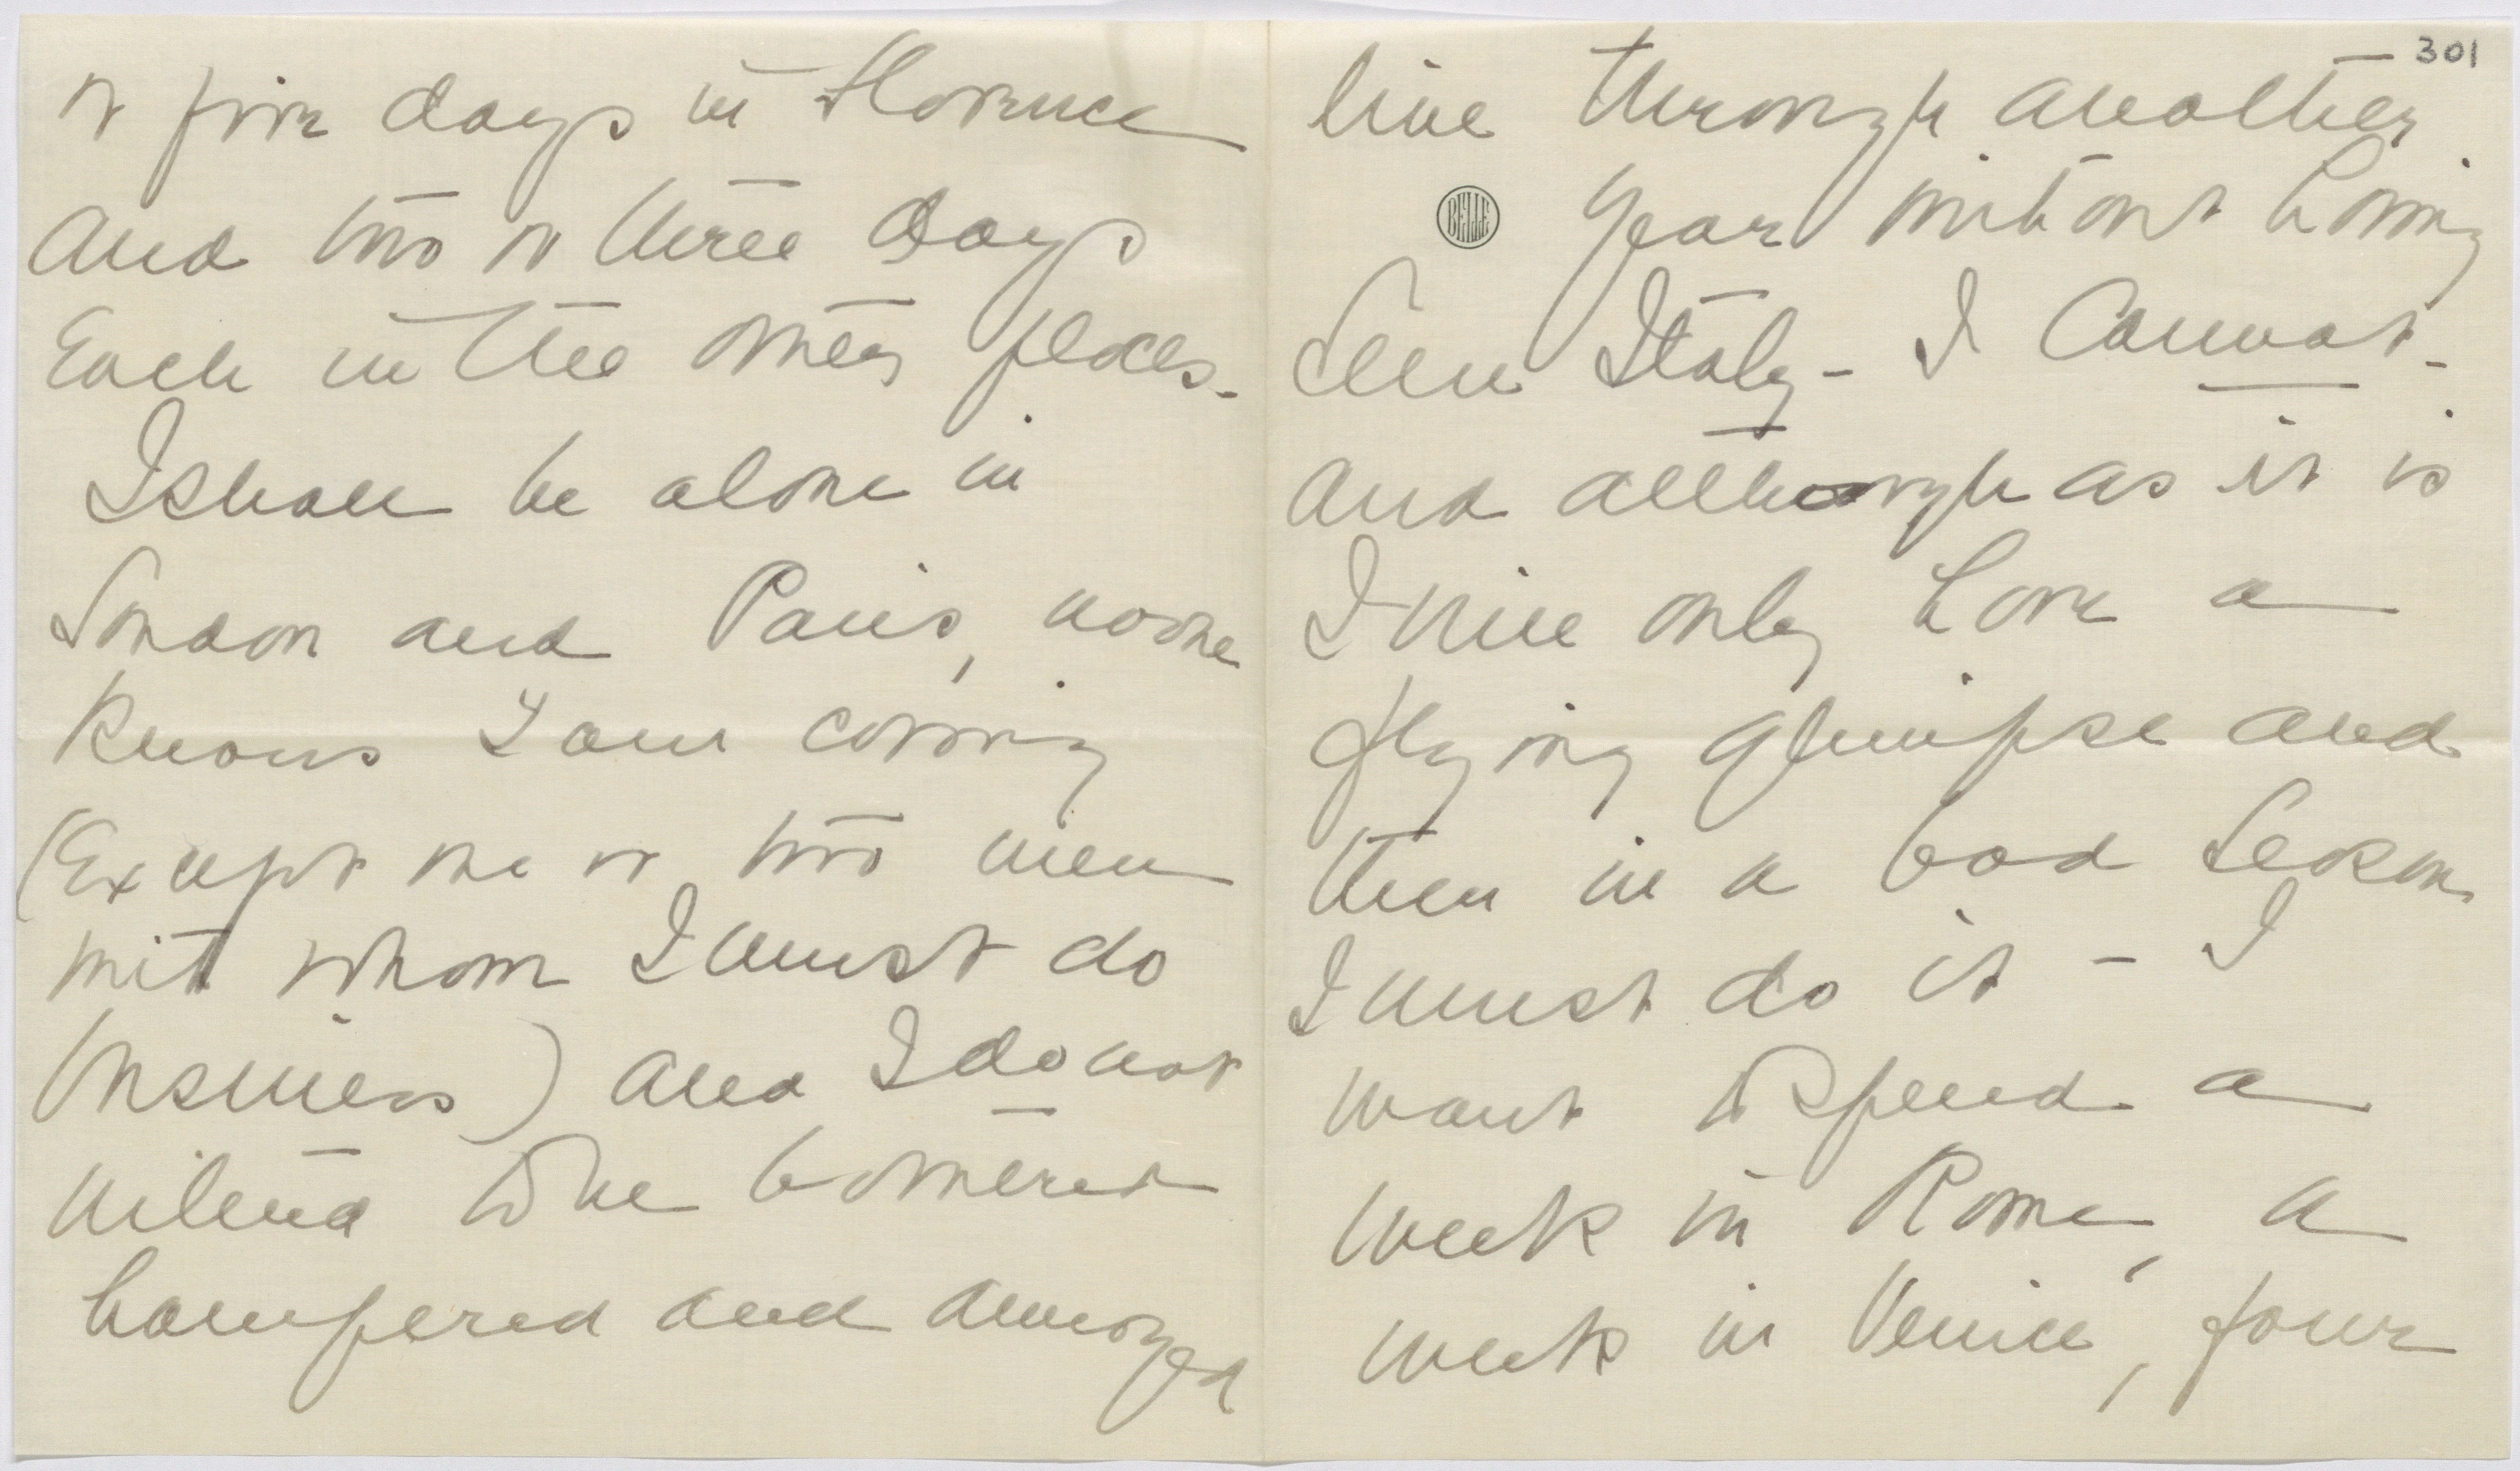 301
live through another
BELLE
year without having
seen Italy - I cannot -
and although as it is
I will only have a
flying glimpse and
then in a bad season
I must do it - I
want to spend a
week in Rome, a
week in Venice, four
or five days in Florence
and two or three days
each in the other places -
I shall be alone in
London and Paris, no one
knows I am coming
(except one or two men
with whom I must do
business) and I do not
intend to be bothered
hampered and annoyed